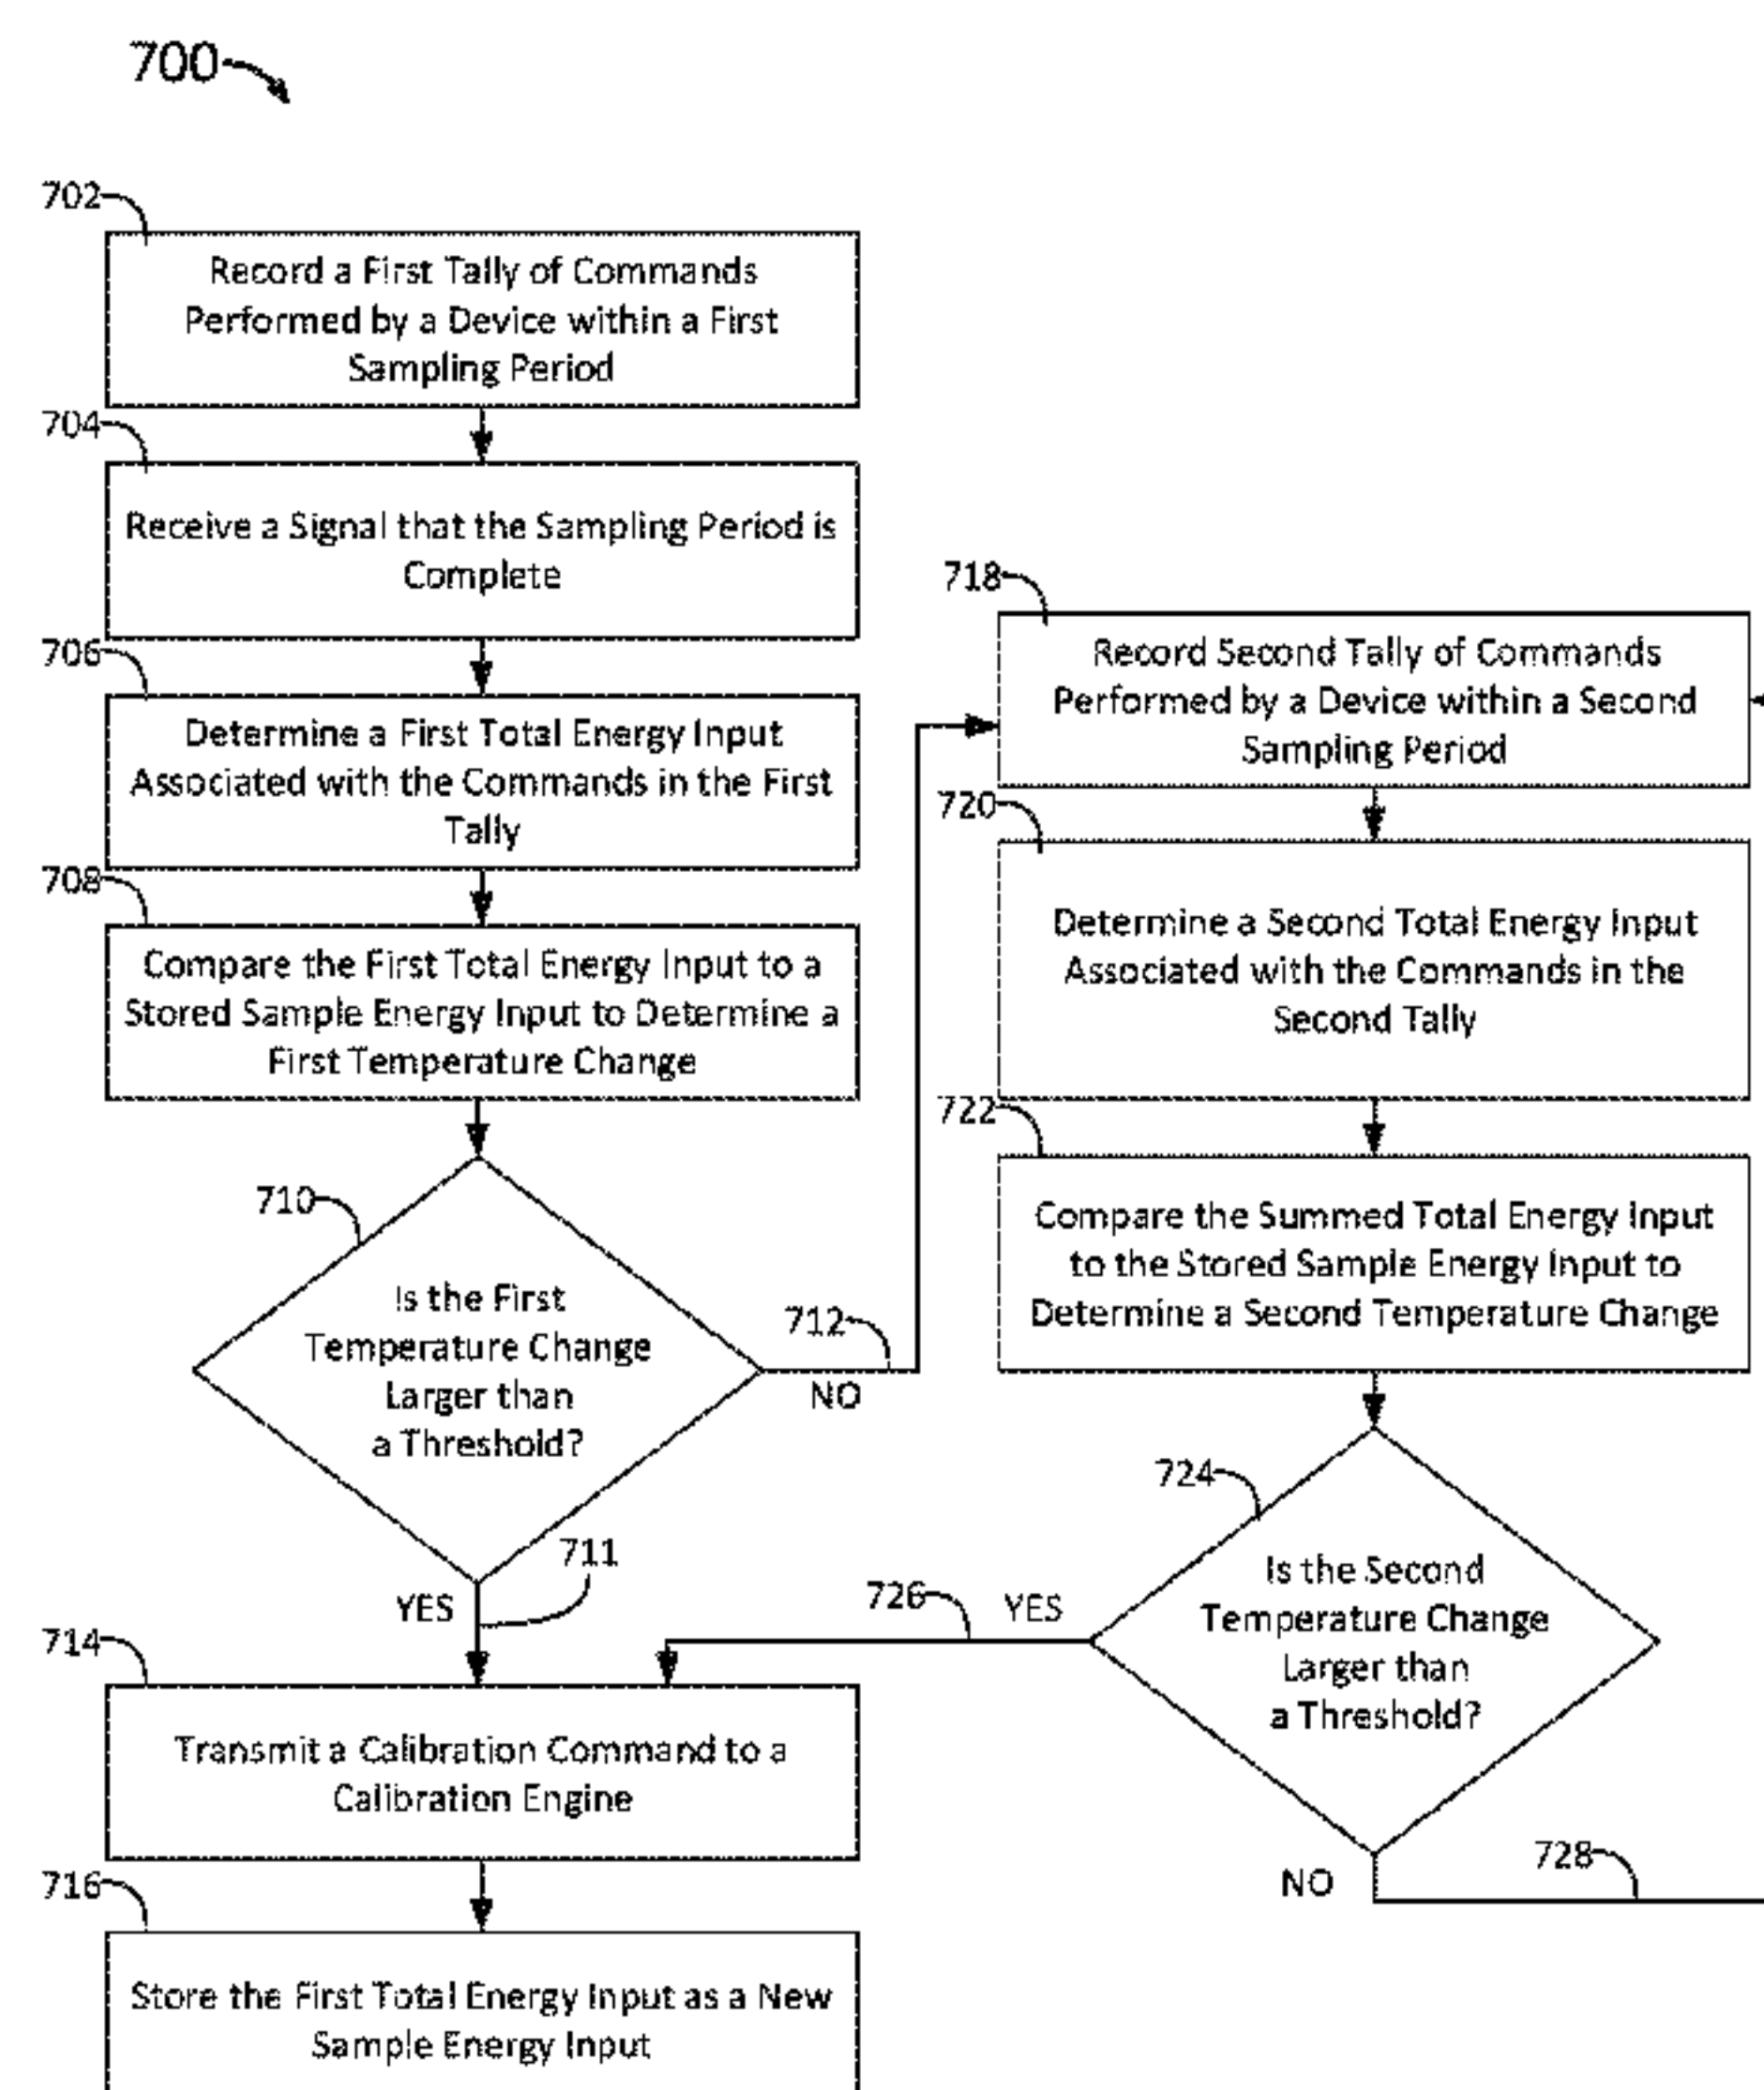 700
702
Record a First Tally of Commands
Performed by a Device within a First
Sampling Period
704
Receive a Signal that the Sampling Period is
Complete
706
Determine a First Total Energy Input
Associated with the Commands in the First
Tally
708
Compare the First Total Energy Input to a
Stored Sample Energy Input to Determine a
First Temperature Change
710
Is the First
Temperature Change
Larger than
a Threshold?
712
NO
711
YES
714
Transmit a Calibration Command to a
Calibration Engine
716
Store the First Total Energy Input as a New
Sample Energy Input
718
Record Second Tally of Commands
Performed by a Device within a Second
Sampling Period
720
Determine a Second Total Energy Input
Associated with the Commands in the
Second Tally
722
Compare the Summed Total Energy Input
to the Stored Sample Energy Input to
Determine a Second Temperature Change
724
Is the Second
Temperature Change
Larger than
a Threshold?
726
YES
728
NO